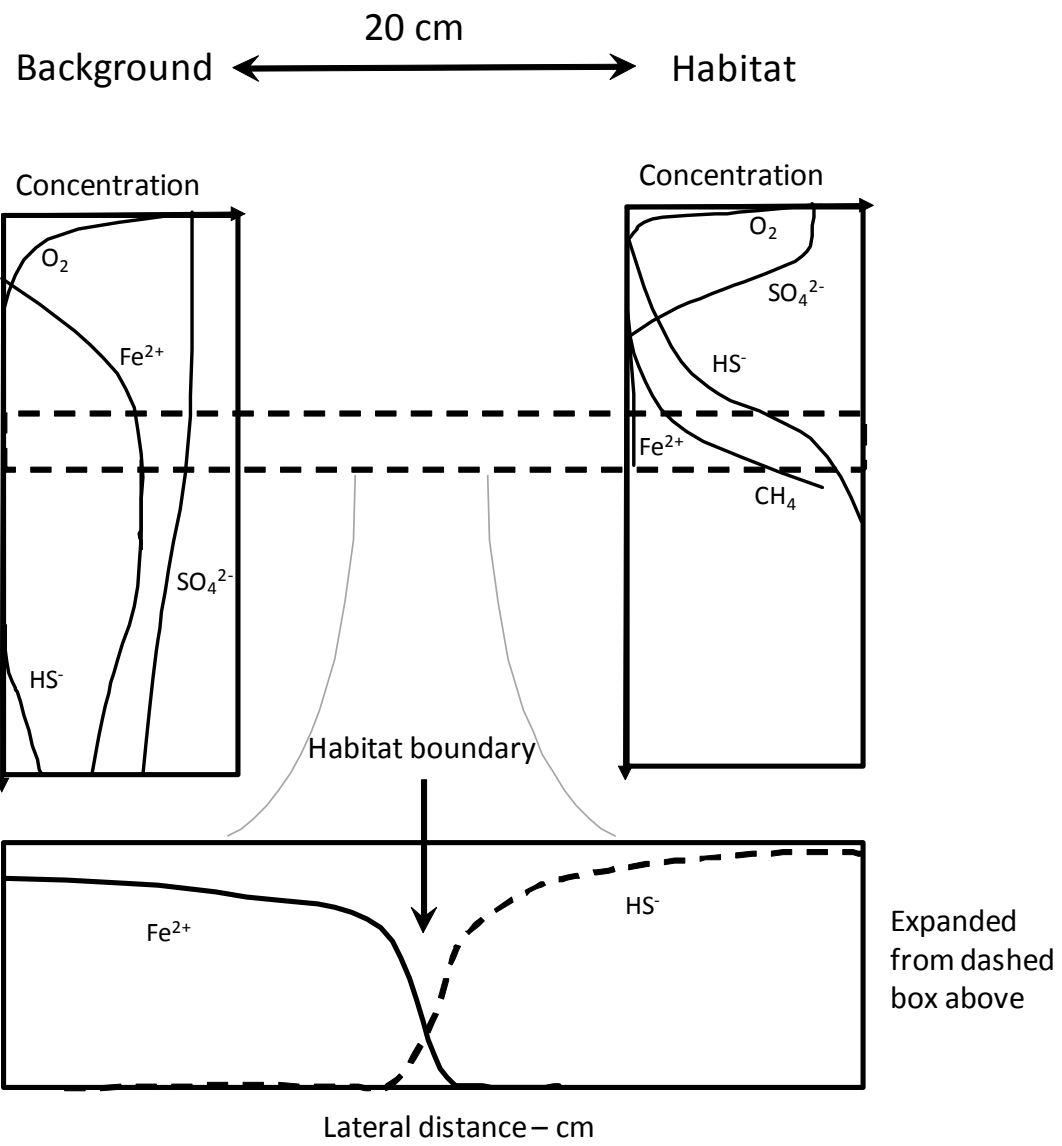 20 cm
Background
Habitat
Concentration
O₂
Fe²⁺
SO₄²⁻
HS⁻
Concentration
O₂
SO₄²⁻
HS⁻
Fe²⁺
CH₄
Habitat boundary
Fe²⁺
HS⁻
Expanded
from dashed
box above
Lateral distance – cm